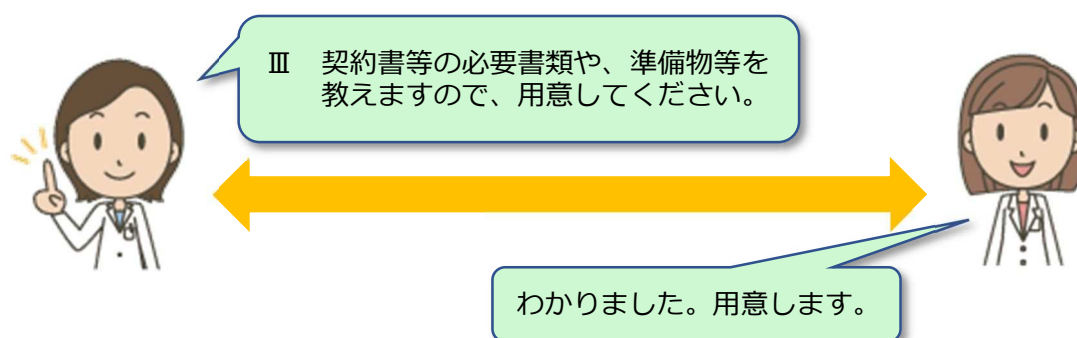 Ⅲ 契約書等の必要書類や、準備物等を
教えますので、用意してください。
わかりました。用意します。